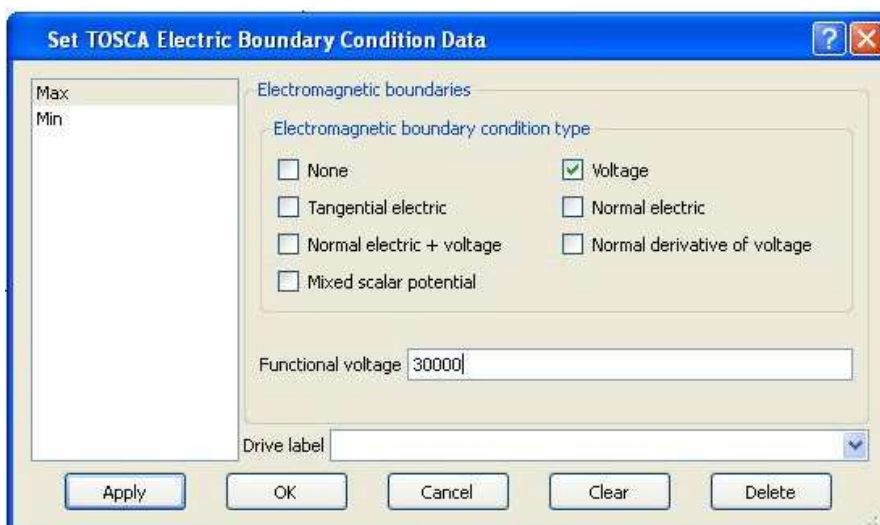 Set TOSCA Electric Boundary Condition Data
Max
Min
Electromagnetic boundaries
Electromagnetic boundary condition type
None
Voltage
Tangential electric
Normal electric
Normal electric + voltage
Normal derivative of voltage
Mixed scalar potential
Functional voltage 30000
Drive label
Apply OK Cancel Clear Delete